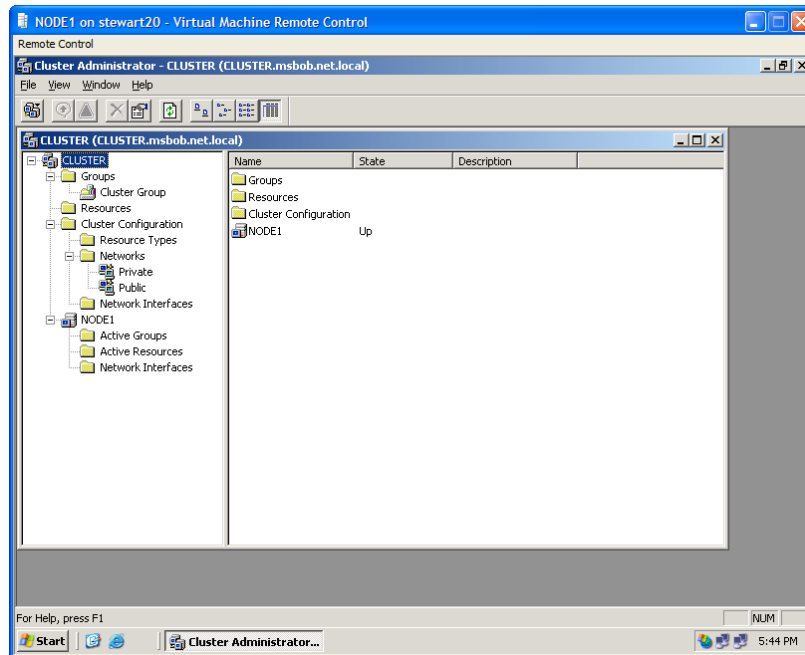 NODE1 on stewart20 - Virtual Machine Remote Control
Remote Control
Cluster Administrator - CLUSTER (CLUSTER.msbob.net.local)
File View Window Help
CLUSTER (CLUSTER.msbob.net.local)
CLUSTER
Groups
Cluster Group
Resources
Cluster Configuration
Resource Types
Networks
Private
Public
Network Interfaces
NODE1
Active Groups
Active Resources
Network Interfaces
Name State Description
Groups
Resources
Cluster Configuration
NODE1 Up
For Help, press F1 NUM
Start Cluster Administrator... 5:44 PM